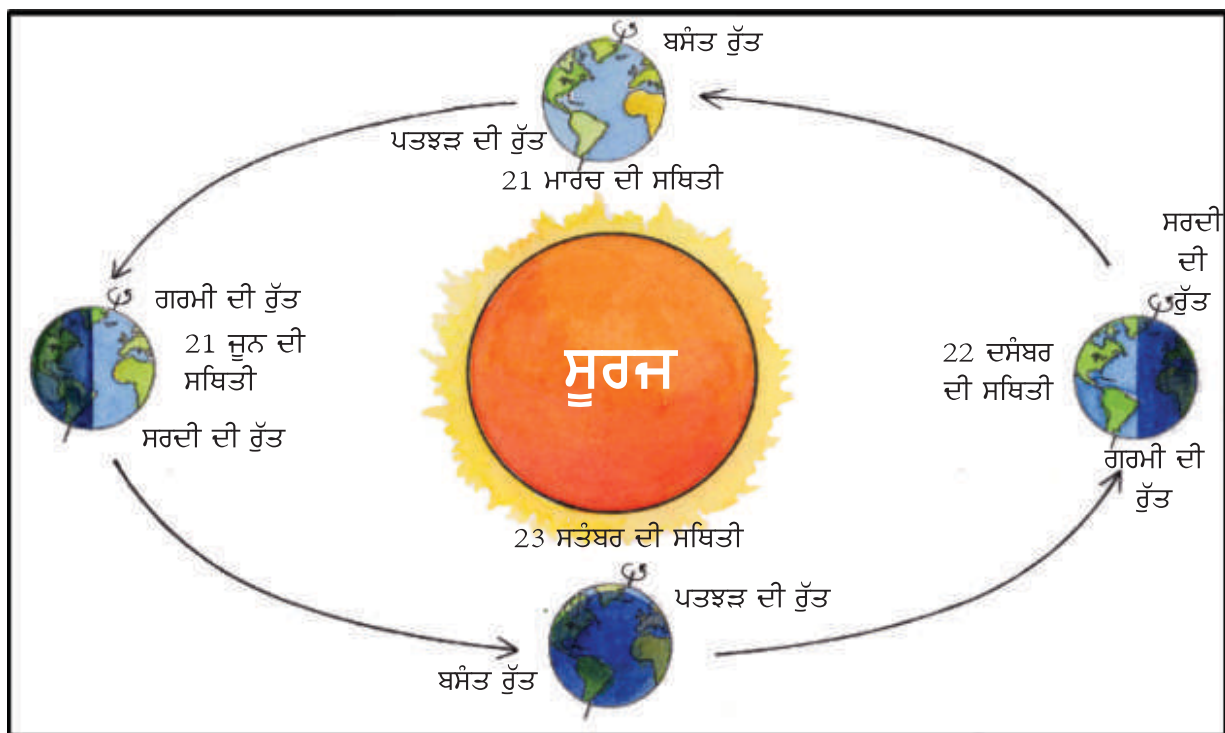 ਬਸੰਤ ਰੁੱਤ
ਪਤਝੜ ਦੀ ਰੁੱਤ
21 ਮਾਰਚ ਦੀ ਸਥਿਤੀ
ਸਰਦੀ
ਦੀ
ਰੁੱਤ
ਗਰਮੀ ਦੀ ਰੁੱਤ
21 ਜੂਨ ਦੀ
ਸਥਿਤੀ
ਸਰਦੀ ਦੀ ਰੁੱਤ
ਸੂਰਜ
22 ਦਸੰਬਰ
ਦੀ ਸਥਿਤੀ
ਗਰਮੀ ਦੀ
ਰੁੱਤ
23 ਸਤੰਬਰ ਦੀ ਸਥਿਤੀ
ਪਤਝੜ ਦੀ ਰੁੱਤ
ਬਸੰਤ ਰੁੱਤ